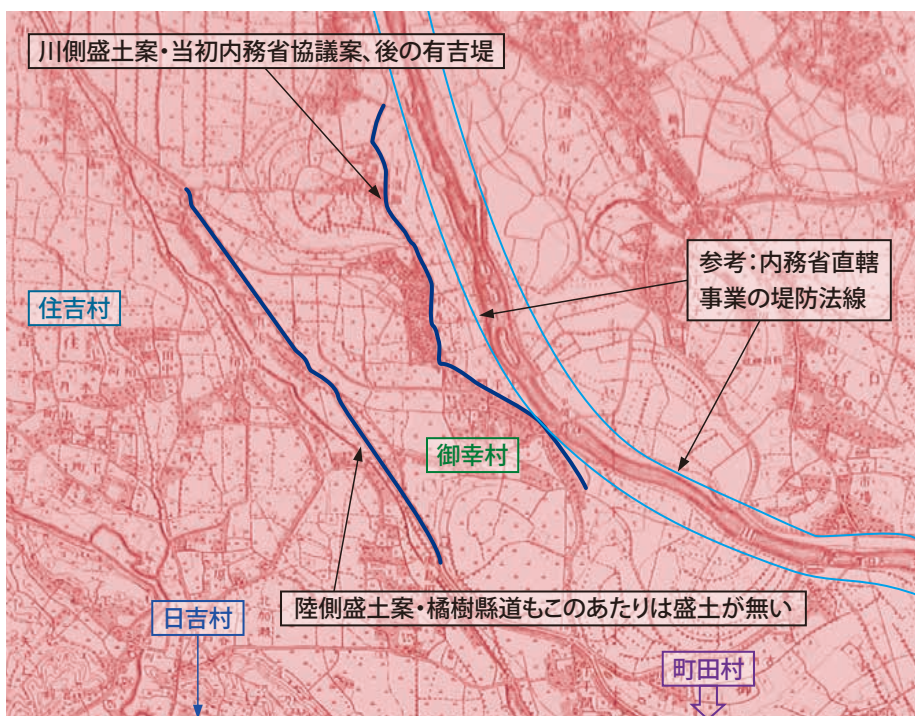 川側盛土案・当初内務省協議案、後の有吉堤
参考：内務省直轄
事業の堤防法線
住吉村
御幸村
陸側盛土案・橘樹縣道もこのあたりは盛土が無い
日吉村
町田村